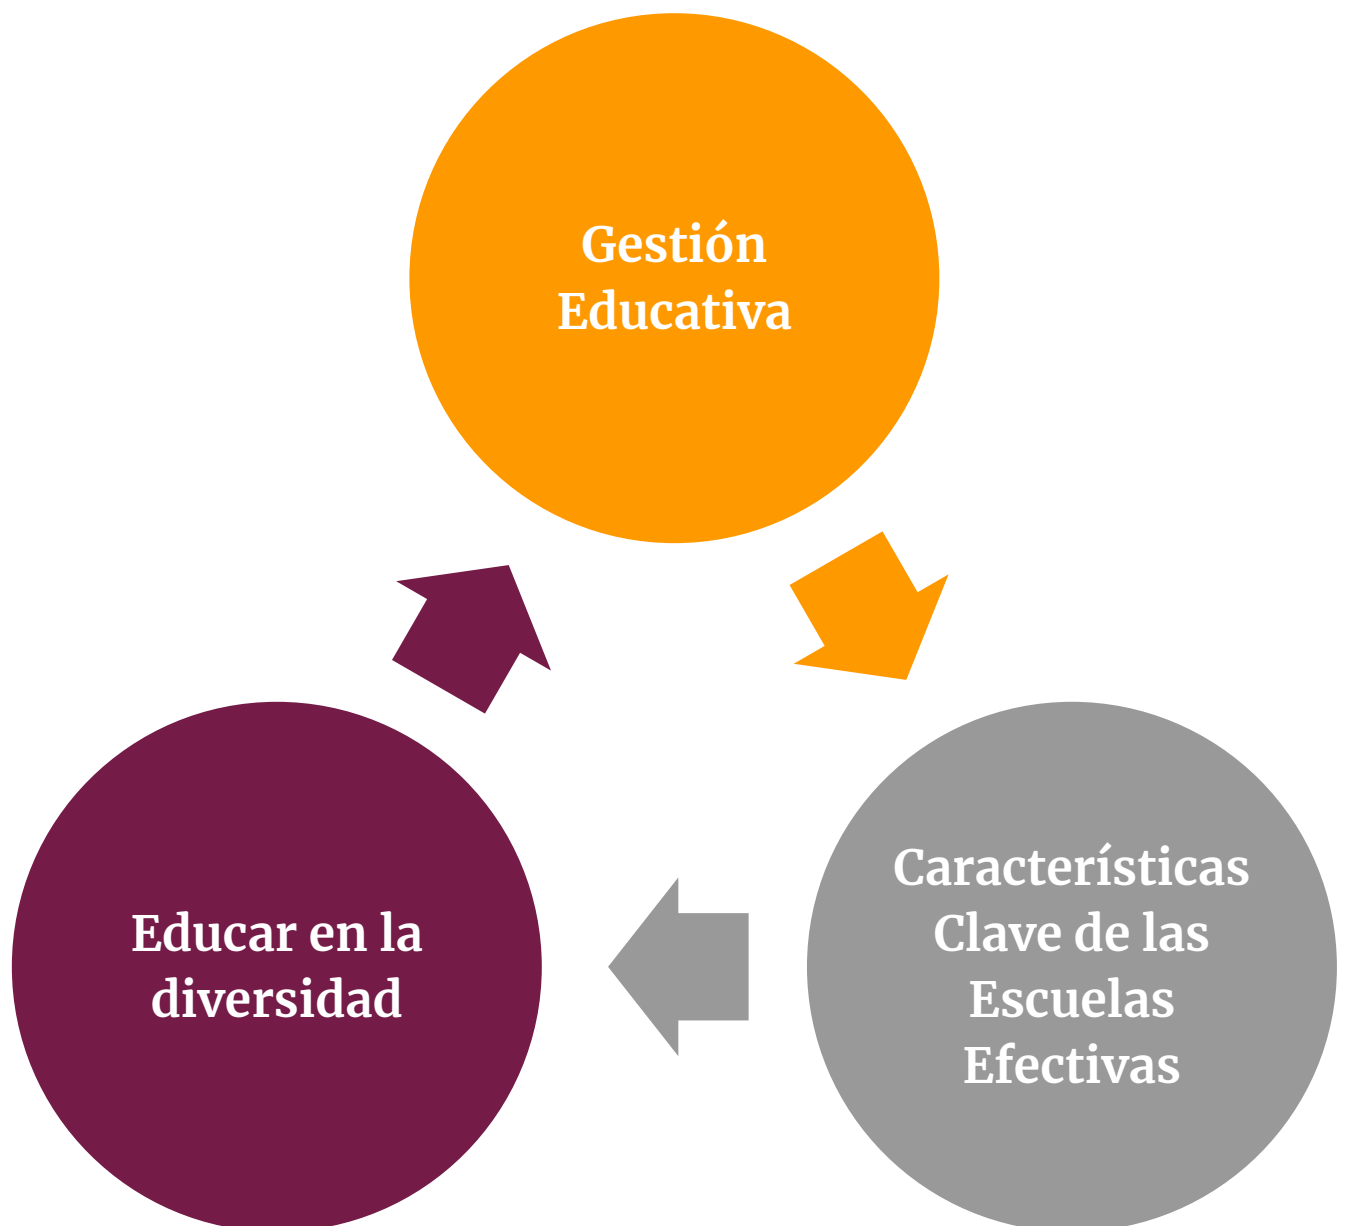 Gestión
Educativa
Características
Clave de las
Escuelas
Efectivas
Educar en la
diversidad